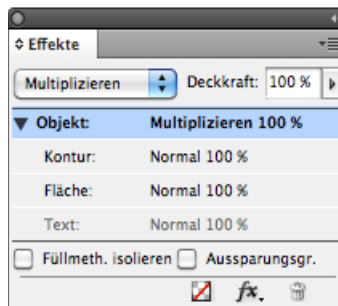 Effekte
Multiplizieren Deckkraft: 100 %
Objekt: Multiplizieren 100 %
Kontur: Normal 100 %
Fläche: Normal 100 %
Text: Normal 100 %
Füllmeth. isolieren Aussparungsgr.
fx.